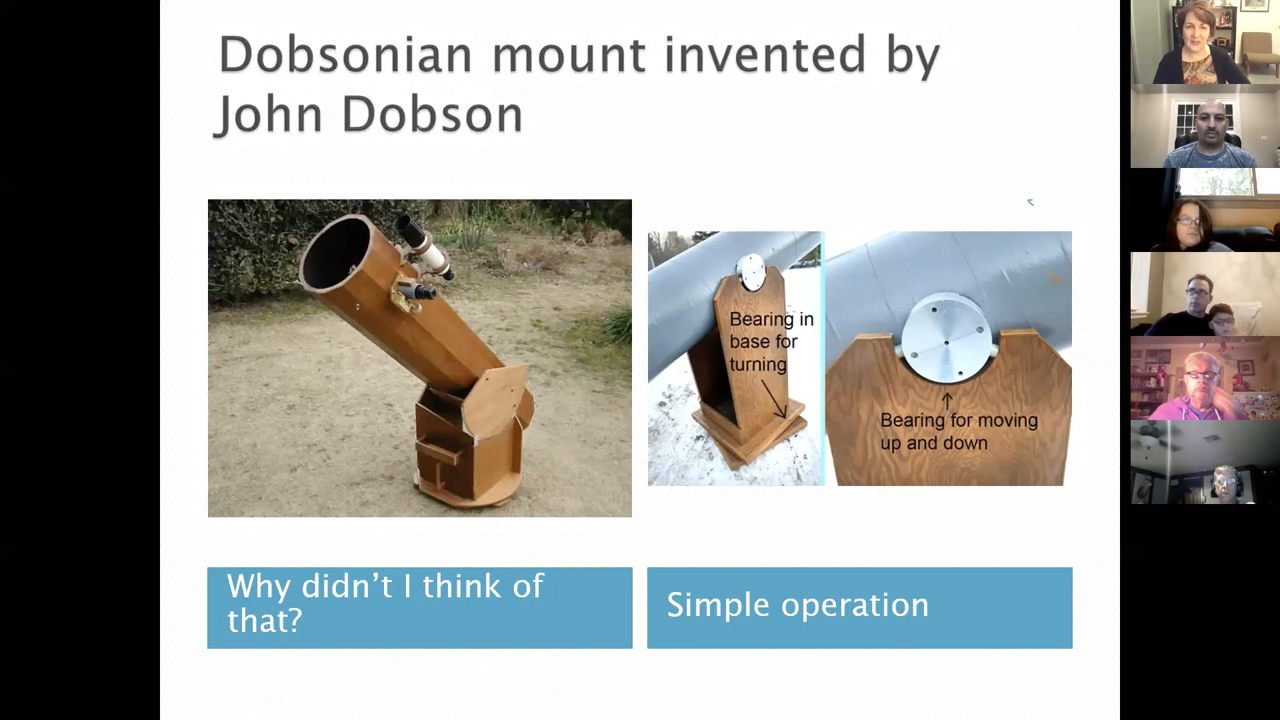 Dobsonian mount invented by
John Dobson
Bearing in
base for
turning
Bearing for moving
up and down
Why didn’t I think of
that?
Simple operation